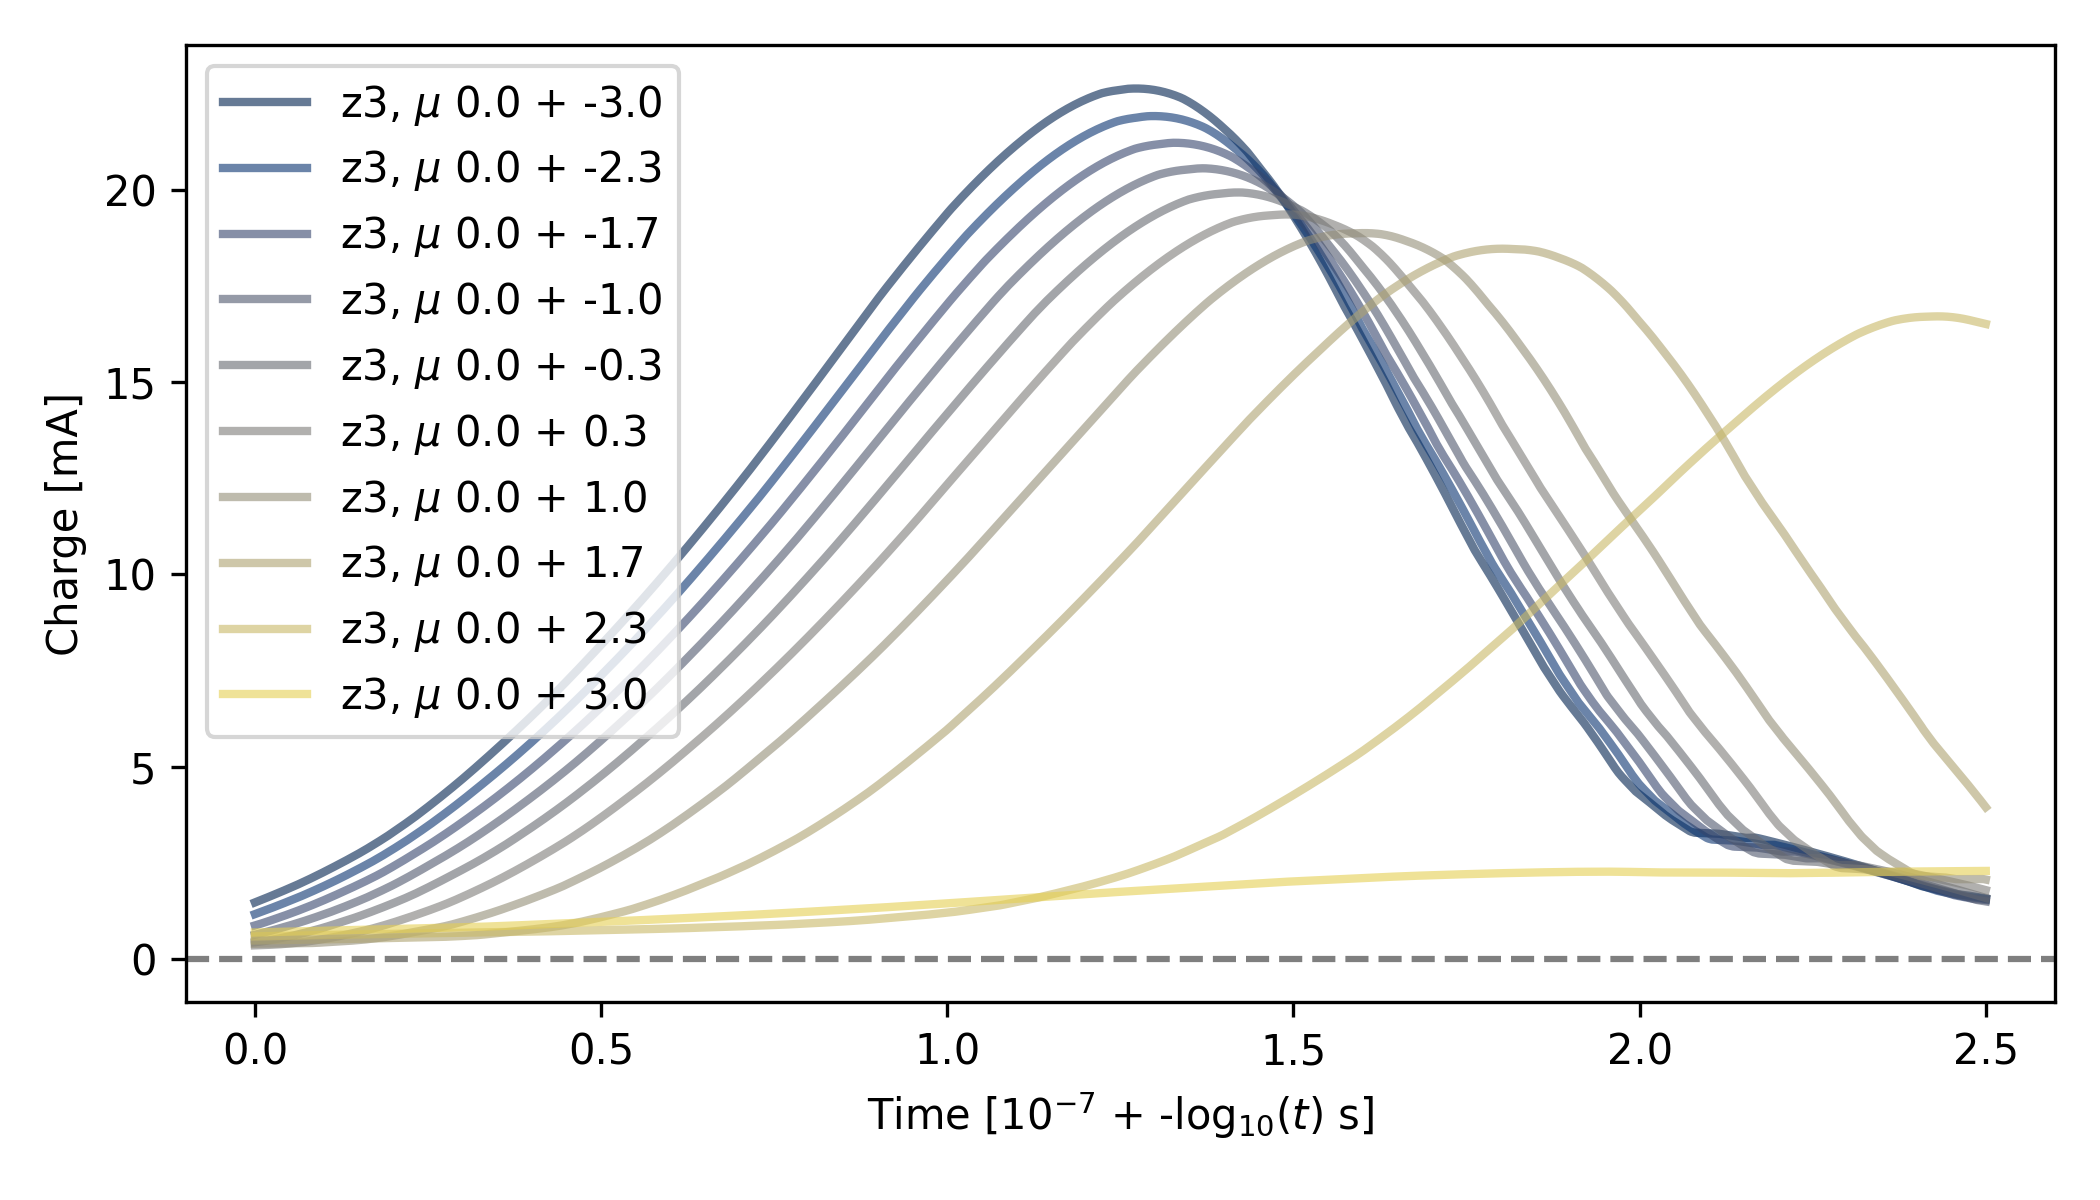 z3, μ 0.0 + -3.0
z3, μ 0.0 + -2.3
z3, μ 0.0 + -1.7
z3, μ 0.0 + -1.0
z3, μ 0.0 + -0.3
z3, μ 0.0 + 0.3
z3, μ 0.0 + 1.0
z3, μ 0.0 + 1.7
z3, μ 0.0 + 2.3
z3, μ 0.0 + 3.0
Charge [mA]
20
15
10
5
0
0.0 0.5 1.0 1.5 2.0 2.5
Time [10⁻⁷ + -log₁₀(t) s]